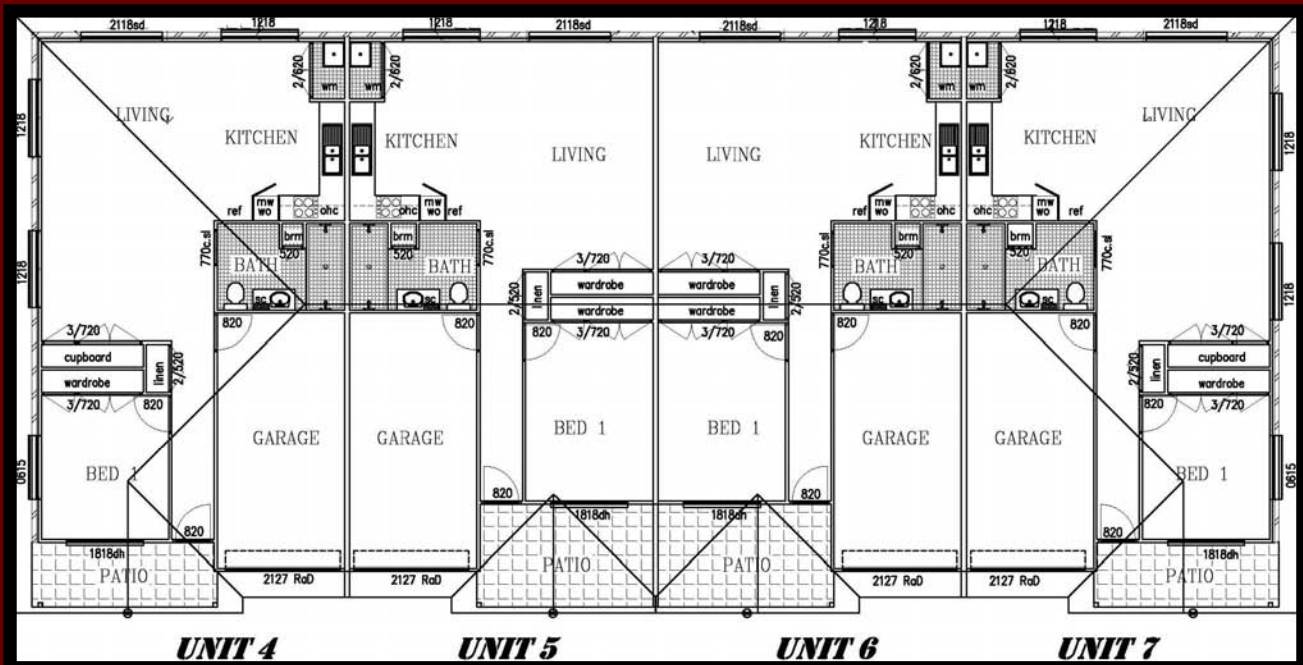 2118sd 1218 1218 2118sd 2118sd 1218 1218 2118sd
2/620 2/620 2/620 2/620
wm wm wm wm
1218 LIVING KITCHEN KITCHEN LIVING LIVING KITCHEN KITCHEN LIVING 1218
mw mw mw mw
ref wo ohc ohc wo ref ref wo ohc ohc wo ref
brm brm brm brm
520 520 520 520
770c.sl 770c.sl 770c.sl 770c.sl
1218 BATH BATH BATH BATH 1218
3/720 3/720
wardrobe wardrobe
2/520 linen linen 2/520
wardrobe wardrobe
sc sc sc sc
820 820 3/720 3/720 820 820
820 820
3/720 3/720
cupboard cupboard
linen 2/520 2/520 linen
wardrobe wardrobe
3/720 820 820 3/720
GARAGE GARAGE BED 1 BED 1 GARAGE GARAGE
0615 BED 1 BED 1 0615
820 820
1818dh 1818dh
820 820
1818dh 1818dh
PATIO PATIO PATIO PATIO
2127 RaD 2127 RaD 2127 RaD 2127 RaD
UNIT 4 UNIT 5 UNIT 6 UNIT 7